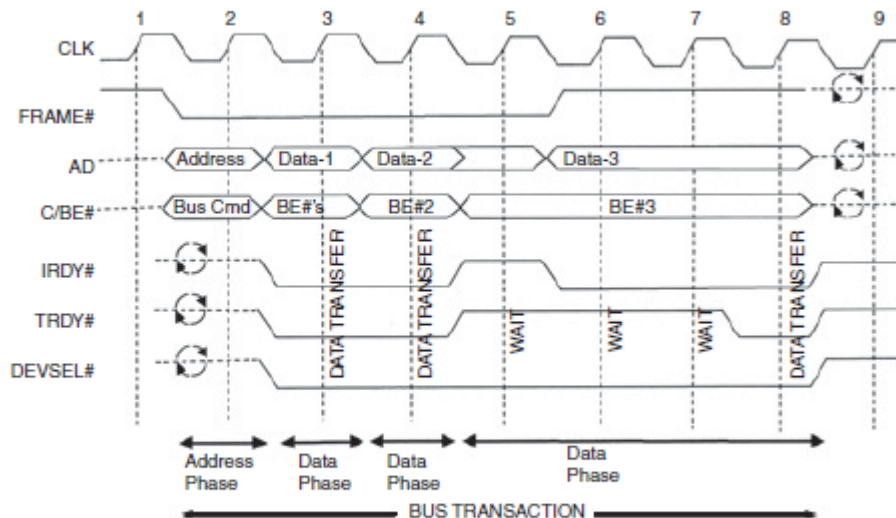 1 2 3 4 5 6 7 8 9
CLK
FRAME#
AD Address Data-1 Data-2 Data-3
C/BE# Bus Cmd BE#'s BE#2 BE#3
IRDY#
TRDY#
DEVSEL#
DATA TRANSFER
DATA TRANSFER
WAIT
WAIT
WAIT
DATA TRANSFER
Address
Phase
Data
Phase
Data
Phase
Data
Phase
BUS TRANSACTION